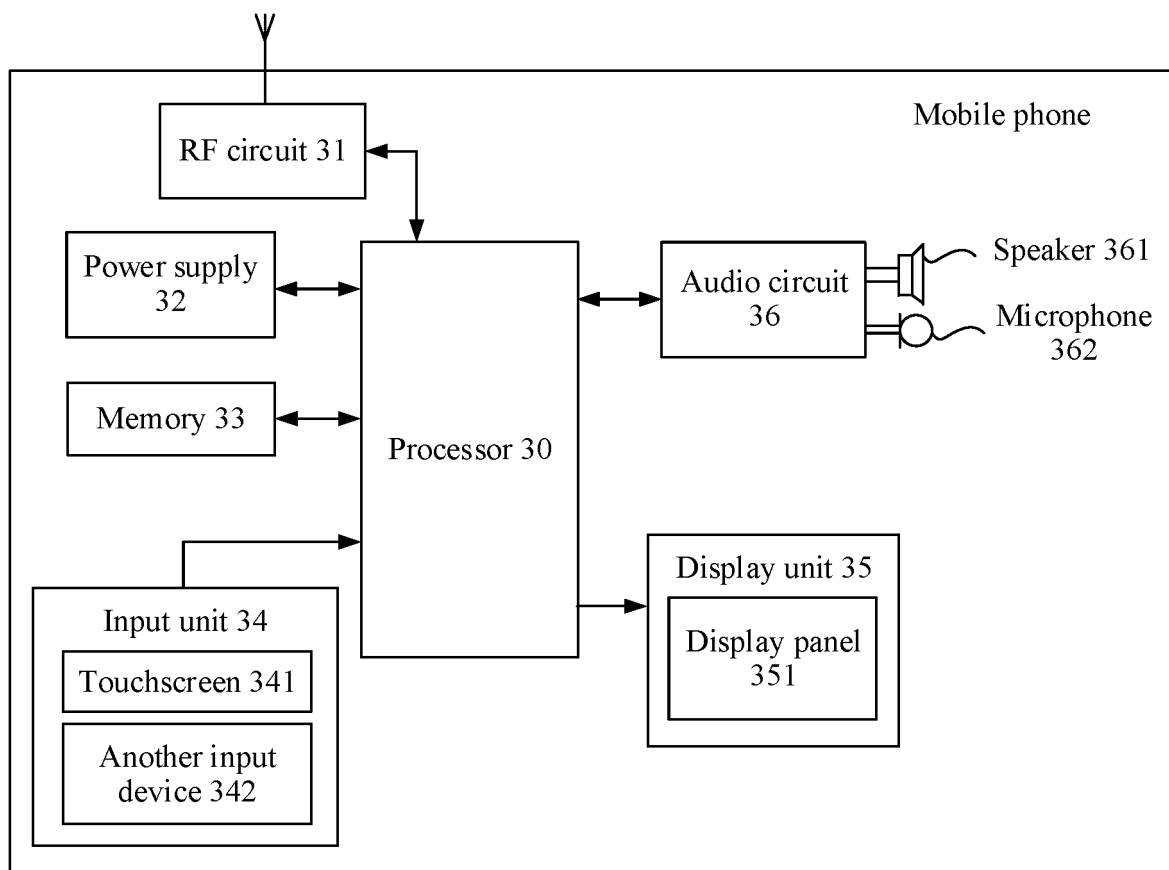 Mobile phone
RF circuit 31
Power supply
32
Memory 33
Processor 30
Audio circuit
36
Speaker 361
Microphone
362
Input unit 34
Touchscreen 341
Another input
device 342
Display unit 35
Display panel
351